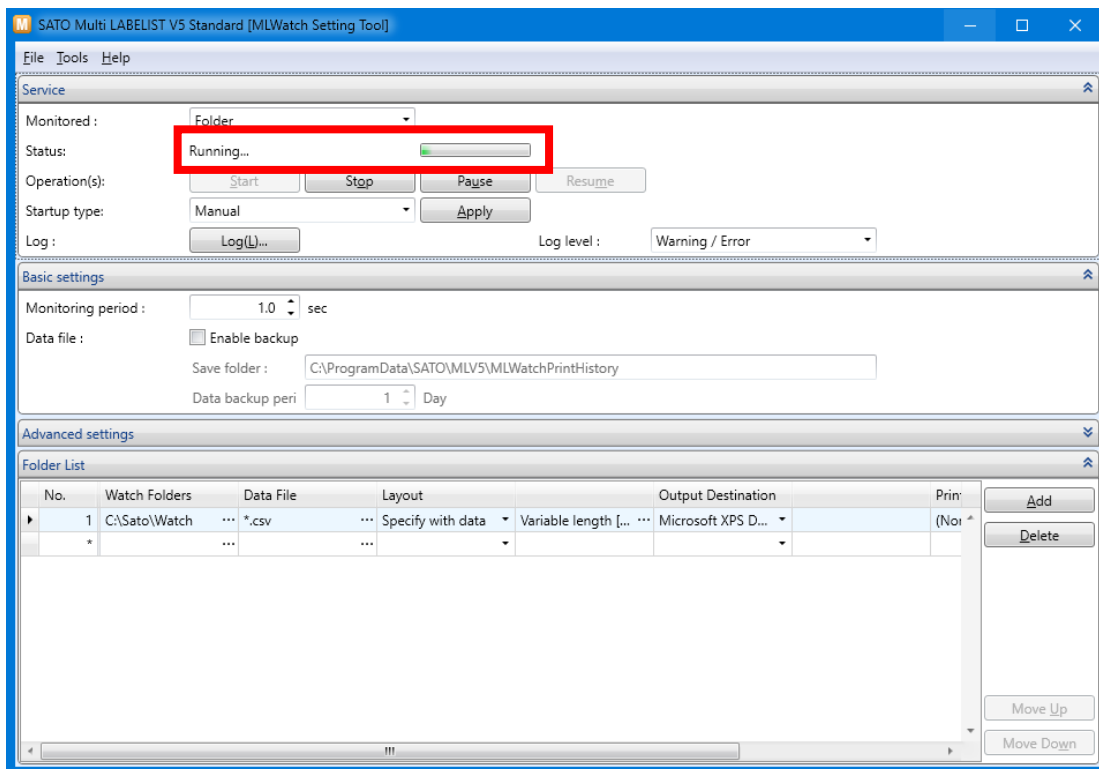 M SATO Multi LABELIST V5 Standard [MLWatch Setting Tool]
File Tools Help
Service
Monitored : Folder
Status: Running...
Operation(s): Start Stop Pause Resume
Startup type: Manual Apply
Log : Log(L)... Log level : Warning / Error
Basic settings
Monitoring period : 1.0 sec
Data file : Enable backup
Save folder : C:\ProgramData\SATO\MLV5\MLWatchPrintHistory
Data backup peri 1 Day
Advanced settings
Folder List
No. Watch Folders Data File Layout Output Destination Prin
Add
1 C:\Sato\Watch ... *.csv ... Specify with data Variable length [... ... Microsoft XPS D... (Nor
Delete
* ... ...
Move Up
Move Down